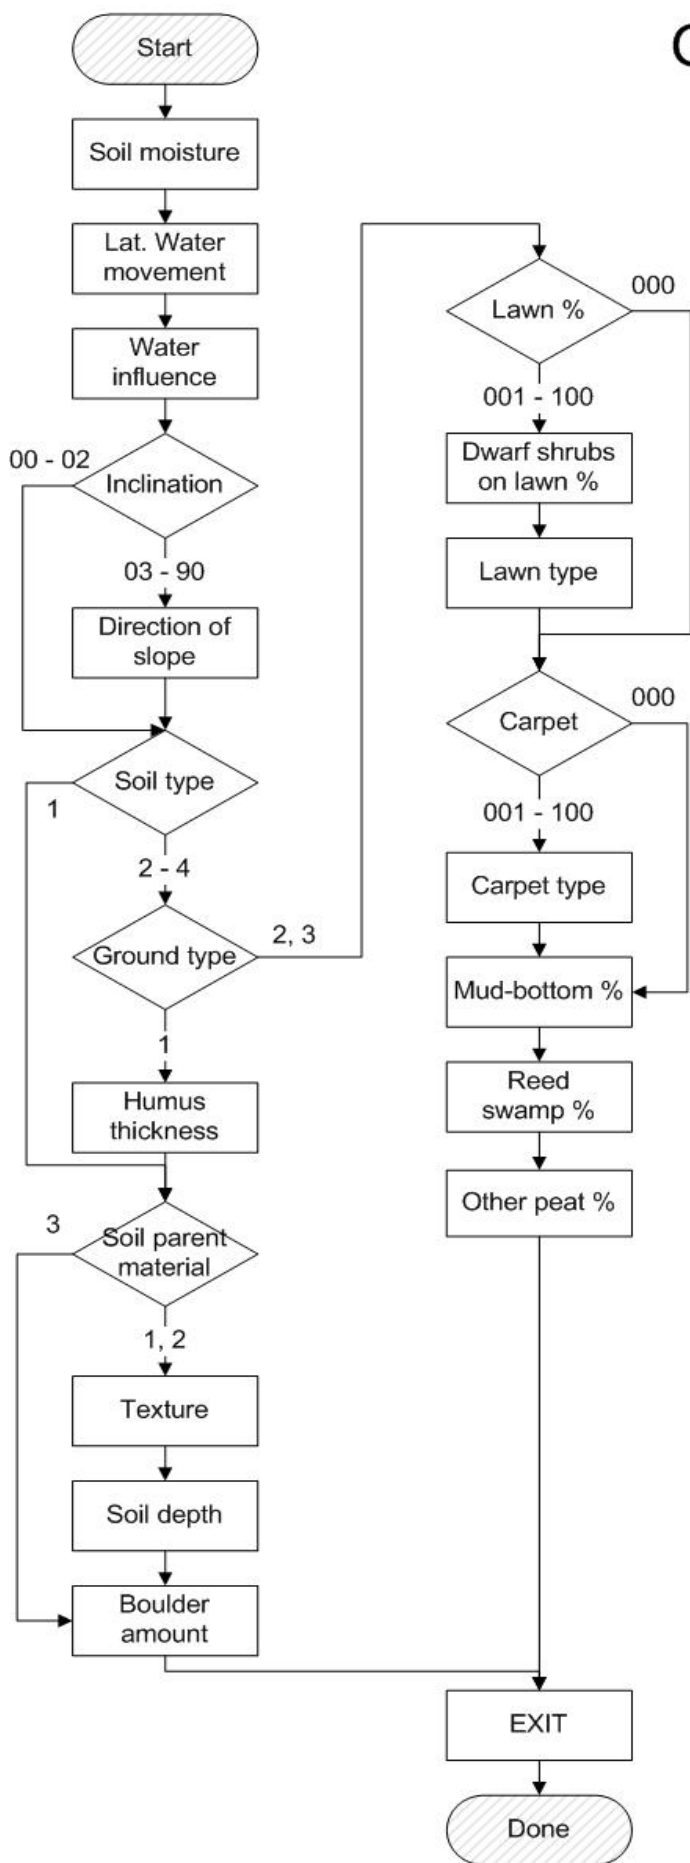 Start
Soil moisture
Lat. Water
movement
Water
influence
00 - 02
Inclination
03 - 90
Direction of
slope
Soil type
1
2 - 4
Ground type
2, 3
1
Humus
thickness
3
Soil parent
material
1, 2
Texture
Soil depth
Boulder
amount
Lawn %
000
001 - 100
Dwarf shrubs
on lawn %
Lawn type
Carpet
000
001 - 100
Carpet type
Mud-bottom %
Reed
swamp %
Other peat %
EXIT
Done